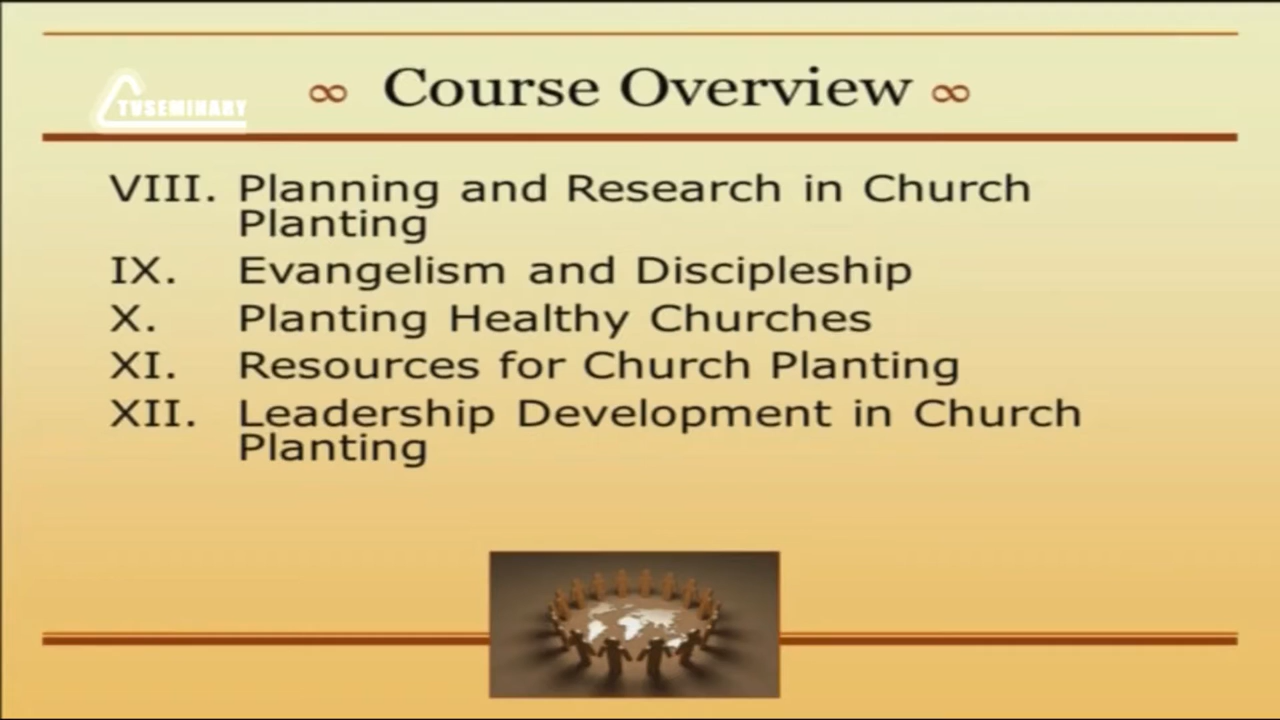 ∞ Course Overview ∞
TVSEMINARY
VIII. Planning and Research in Church
Planting
IX. Evangelism and Discipleship
X. Planting Healthy Churches
XI. Resources for Church Planting
XII. Leadership Development in Church
Planting